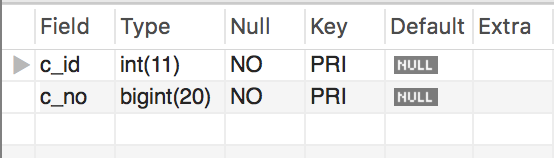 Field Type Null Key Default Extra
c_id int(11) NO PRI NULL
c_no bigint(20) NO PRI NULL